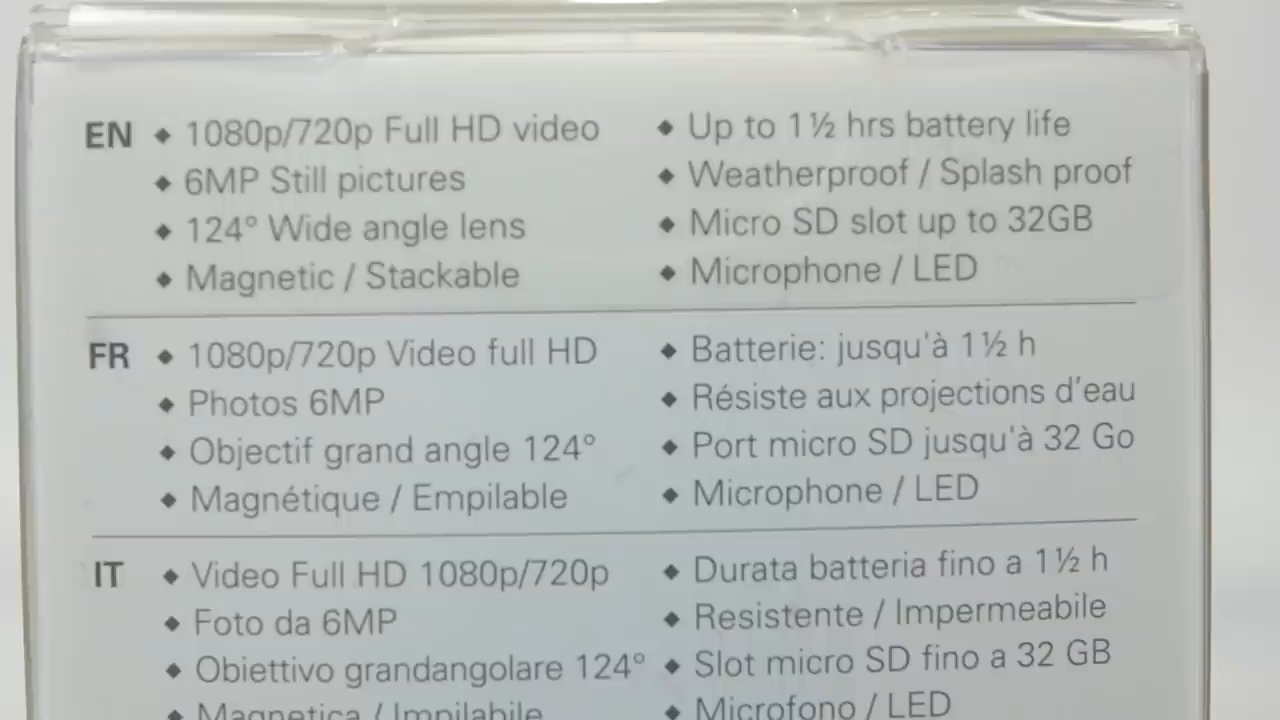 EN ◆ 1080p/720p Full HD video ◆ Up to 1½ hrs battery life
◆ 6MP Still pictures ◆ Weatherproof / Splash proof
◆ 124° Wide angle lens ◆ Micro SD slot up to 32GB
◆ Magnetic / Stackable ◆ Microphone / LED
FR ◆ 1080p/720p Video full HD ◆ Batterie: jusqu'à 1½ h
◆ Photos 6MP ◆ Résiste aux projections d'eau
◆ Objectif grand angle 124° ◆ Port micro SD jusqu'à 32 Go
◆ Magnétique / Empilable ◆ Microphone / LED
IT ◆ Video Full HD 1080p/720p ◆ Durata batteria fino a 1½ h
◆ Foto da 6MP ◆ Resistente / Impermeabile
◆ Obiettivo grandangolare 124° ◆ Slot micro SD fino a 32 GB
◆ Magnetica / Impilabile ◆ Microfono / LED